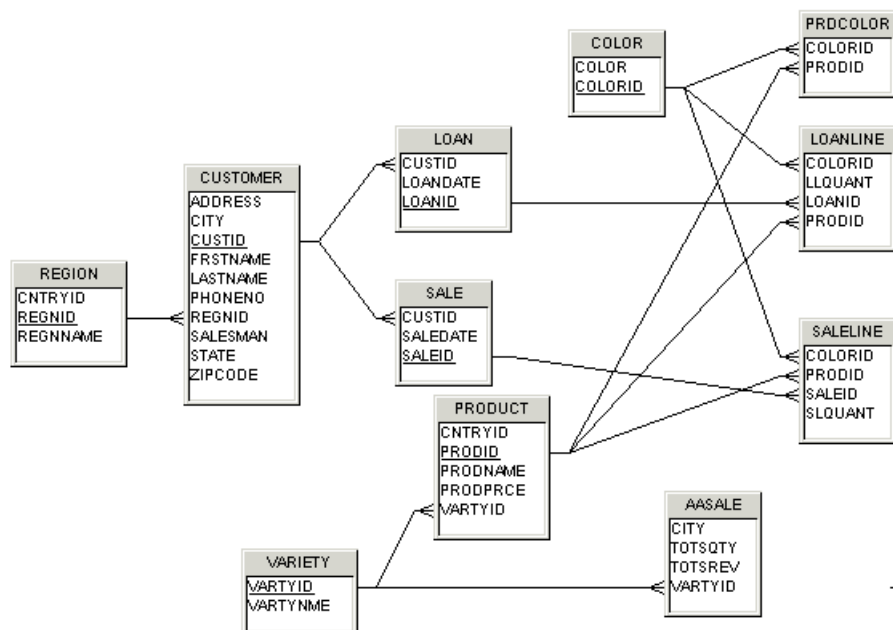 PRDCOLOR
COLORID
PRODID
COLOR
COLOR
COLORID
LOAN
CUSTID
LOANDATE
LOANID
LOANLINE
COLORID
LLQUANT
LOANID
PRODID
CUSTOMER
ADDRESS
CITY
CUSTID
FRSTNAME
LASTNAME
PHONENO
REGNID
SALESMAN
STATE
ZIPCODE
REGION
CNTRYID
REGNID
REGNNAME
SALE
CUSTID
SALEDATE
SALEID
SALELINE
COLORID
PRODID
SALEID
SLQUANT
PRODUCT
CNTRYID
PRODID
PRODNAME
PRODPRCE
VARTYID
AASALE
CITY
TOTSQTY
TOTSREV
VARTYID
VARIETY
VARTYID
VARTYNME